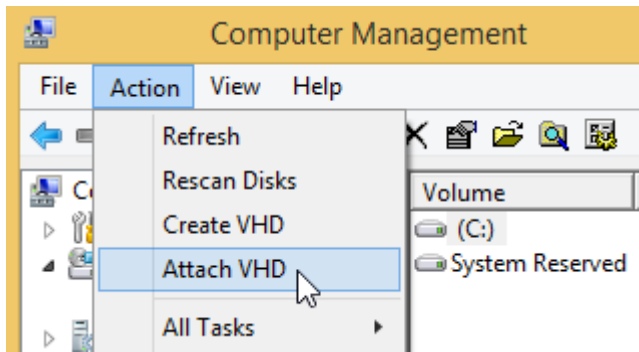 Computer Management
File Action View Help
Refresh
Rescan Disks
Create VHD
Attach VHD
All Tasks
Volume
(C:)
System Reserved